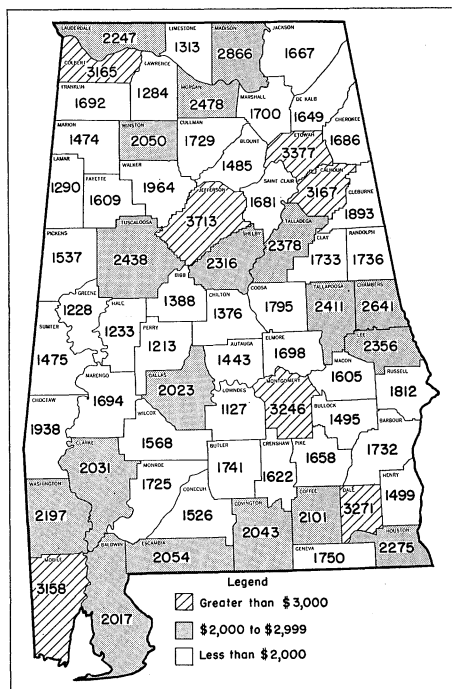 LAUDERDALE
2247
LIMESTONE
1313
MADISON
2866
JACKSON
1667
COLBERT
3165
LAWRENCE
1284
FRANKLIN
1692
MORGAN
2478
MARSHALL
1700
DE KALB
1649
CHEROKEE
1686
MARION
1474
WINSTON
2050
CULLMAN
1729
BLOUNT
1485
ETOWAH
3377
LAMAR
1290
FAYETTE
1609
WALKER
1964
JEFFERSON
3713
SAINT CLAIR
1681
CALHOUN
3167
CLEBURNE
1893
PICKENS
1537
TUSCALOOSA
2438
SHELBY
2316
TALLADEGA
2378
CLAY
1733
RANDOLPH
1736
GREENE
1228
HALE
1233
BIBB
1388
CHILTON
1376
COOSA
1795
TALLAPOOSA
2411
CHAMBERS
2641
SUMTER
1475
PERRY
1213
AUTAUGA
1443
ELMORE
1698
LEE
2356
MARENGO
1694
DALLAS
2023
LOWNDES
1127
MONTGOMERY
3246
MACON
1605
RUSSELL
1812
CHOCTAW
1938
WILCOX
1568
BUTLER
1741
CRENSHAW
1622
PIKE
1658
BULLOCK
1495
BARBOUR
1732
CLARKE
2031
MONROE
1725
CONECUH
1526
HENRY
1499
WASHINGTON
2197
COVINGTON
2043
COFFEE
2101
DALE
3271
HOUSTON
2275
MOBILE
3158
BALDWIN
2017
ESCAMBIA
2054
GENEVA
1750
Legend
Greater than $3,000
$2,000 to $2,999
Less than $2,000